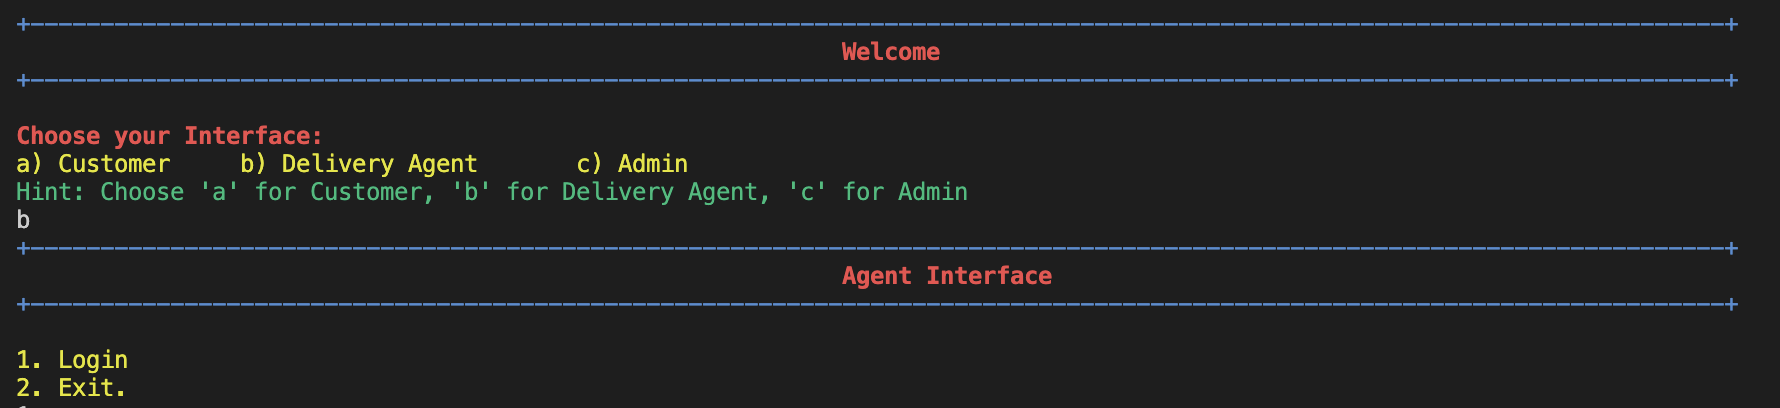 Welcome
Choose your Interface:
a) Customer     b) Delivery Agent       c) Admin
Hint: Choose 'a' for Customer, 'b' for Delivery Agent, 'c' for Admin
b
Agent Interface
1. Login
2. Exit.